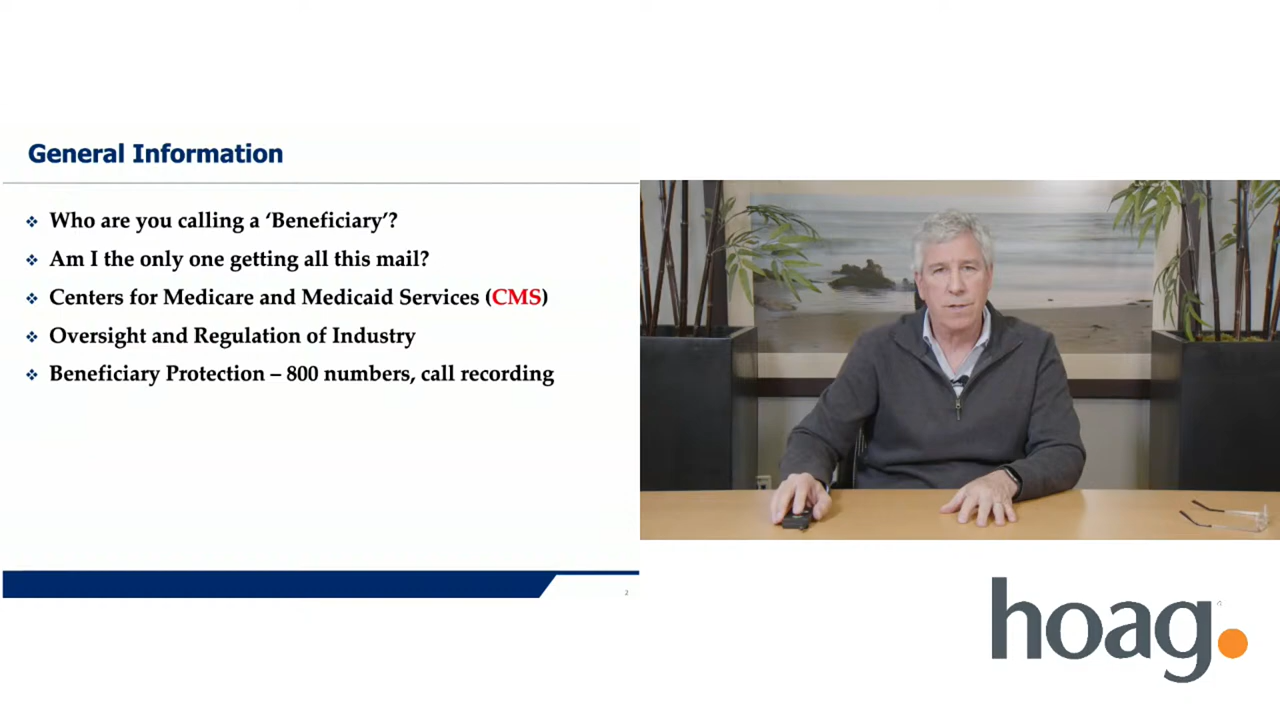 General Information
❖ Who are you calling a ‘Beneficiary’?
❖ Am I the only one getting all this mail?
❖ Centers for Medicare and Medicaid Services (CMS)
❖ Oversight and Regulation of Industry
❖ Beneficiary Protection – 800 numbers, call recording
2
hoag.